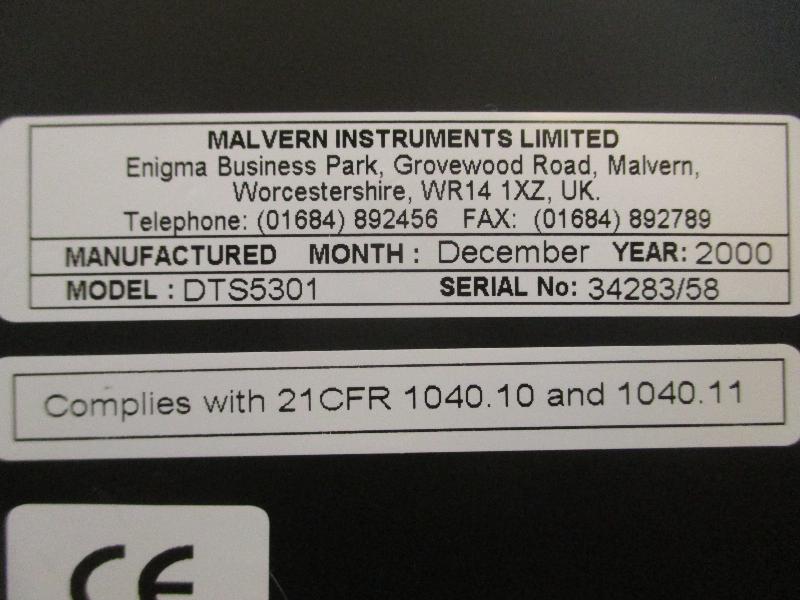 MALVERN INSTRUMENTS LIMITED
Enigma Business Park, Grovewood Road, Malvern,
Worcestershire, WR14 1XZ, UK.
Telephone: (01684) 892456 FAX: (01684) 892789
MANUFACTURED MONTH : December YEAR: 2000
MODEL : DTS5301 SERIAL No: 34283/58
Complies with 21CFR 1040.10 and 1040.11
CE